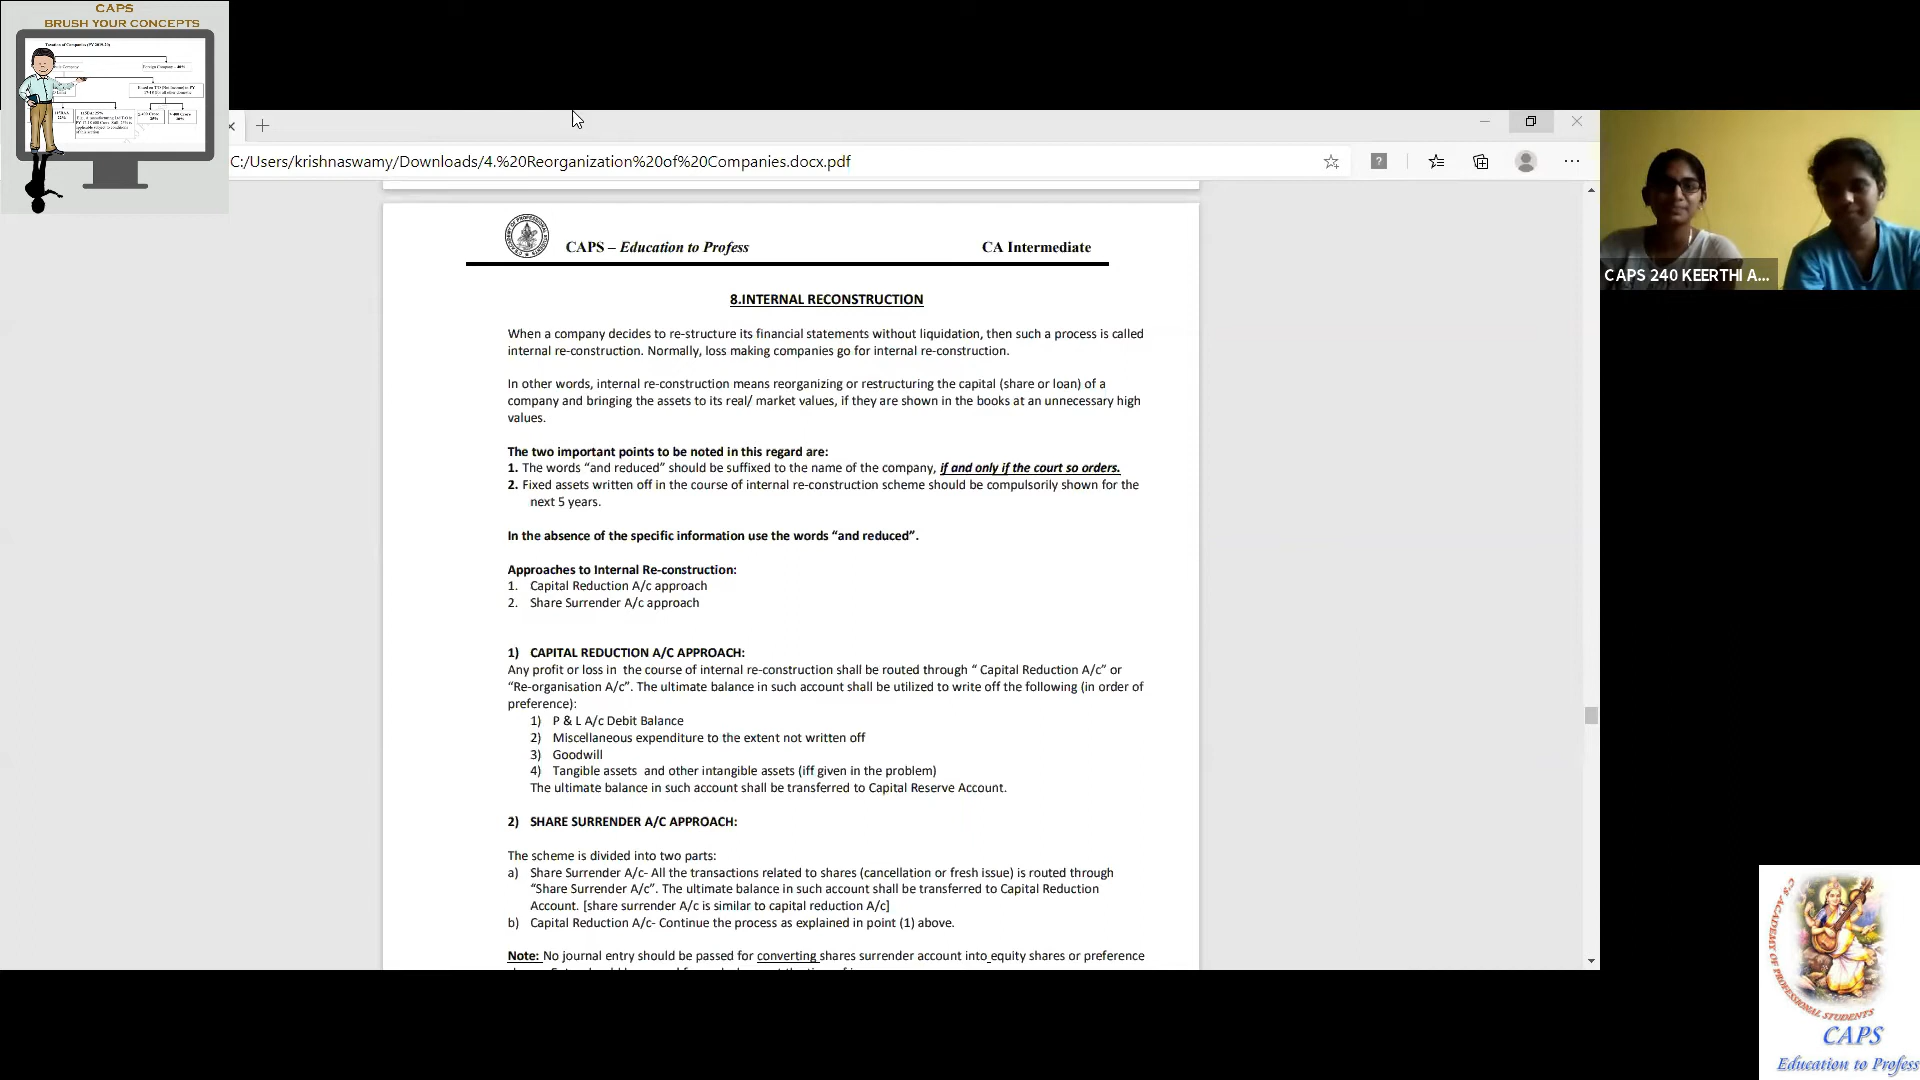 CAPS
BRUSH YOUR CONCEPTS
Taxation of Companies (FY 2019-20)
Foreign Company - 40%
C:/Users/krishnaswamy/Downloads/4.%20Reorganization%20of%20Companies.docx.pdf
CAPS – Education to Profess
CA Intermediate
8.INTERNAL RECONSTRUCTION
When a company decides to re-structure its financial statements without liquidation, then such a process is called
internal re-construction. Normally, loss making companies go for internal re-construction.
In other words, internal re-construction means reorganizing or restructuring the capital (share or loan) of a
company and bringing the assets to its real/ market values, if they are shown in the books at an unnecessary high
values.
The two important points to be noted in this regard are:
1. The words “and reduced” should be suffixed to the name of the company, if and only if the court so orders.
2. Fixed assets written off in the course of internal re-construction scheme should be compulsorily shown for the
next 5 years.
In the absence of the specific information use the words “and reduced”.
Approaches to Internal Re-construction:
1. Capital Reduction A/c approach
2. Share Surrender A/c approach
1) CAPITAL REDUCTION A/C APPROACH:
Any profit or loss in the course of internal re-construction shall be routed through “ Capital Reduction A/c” or
“Re-organisation A/c”. The ultimate balance in such account shall be utilized to write off the following (in order of
preference):
1) P & L A/c Debit Balance
2) Miscellaneous expenditure to the extent not written off
3) Goodwill
4) Tangible assets and other intangible assets (iff given in the problem)
The ultimate balance in such account shall be transferred to Capital Reserve Account.
2) SHARE SURRENDER A/C APPROACH:
The scheme is divided into two parts:
a) Share Surrender A/c- All the transactions related to shares (cancellation or fresh issue) is routed through
“Share Surrender A/c”. The ultimate balance in such account shall be transferred to Capital Reduction
Account. [share surrender A/c is similar to capital reduction A/c]
b) Capital Reduction A/c- Continue the process as explained in point (1) above.
Note: No journal entry should be passed for converting shares surrender account into equity shares or preference
CAPS 240 KEERTHI A...
C's ACADEMY OF PROFESSIONAL STUDENTS
CAPS
Education to Profess